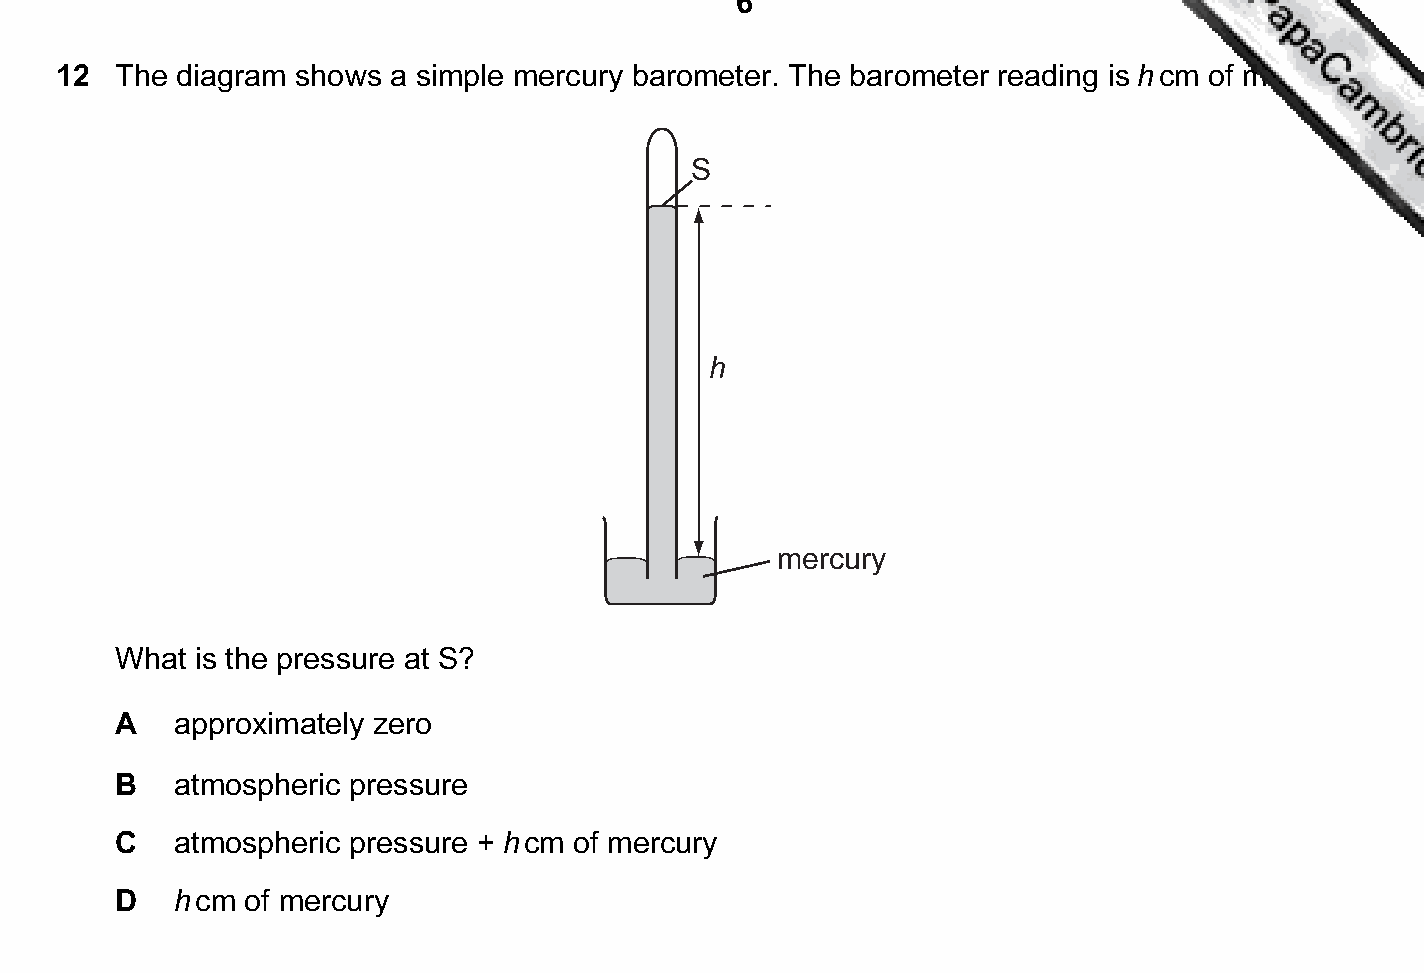 6
12 The diagram shows a simple mercury barometer. The barometer reading is h cm of
PapaCambri
S
h
mercury
What is the pressure at S?
A approximately zero
B atmospheric pressure
C atmospheric pressure + h cm of mercury
D h cm of mercury